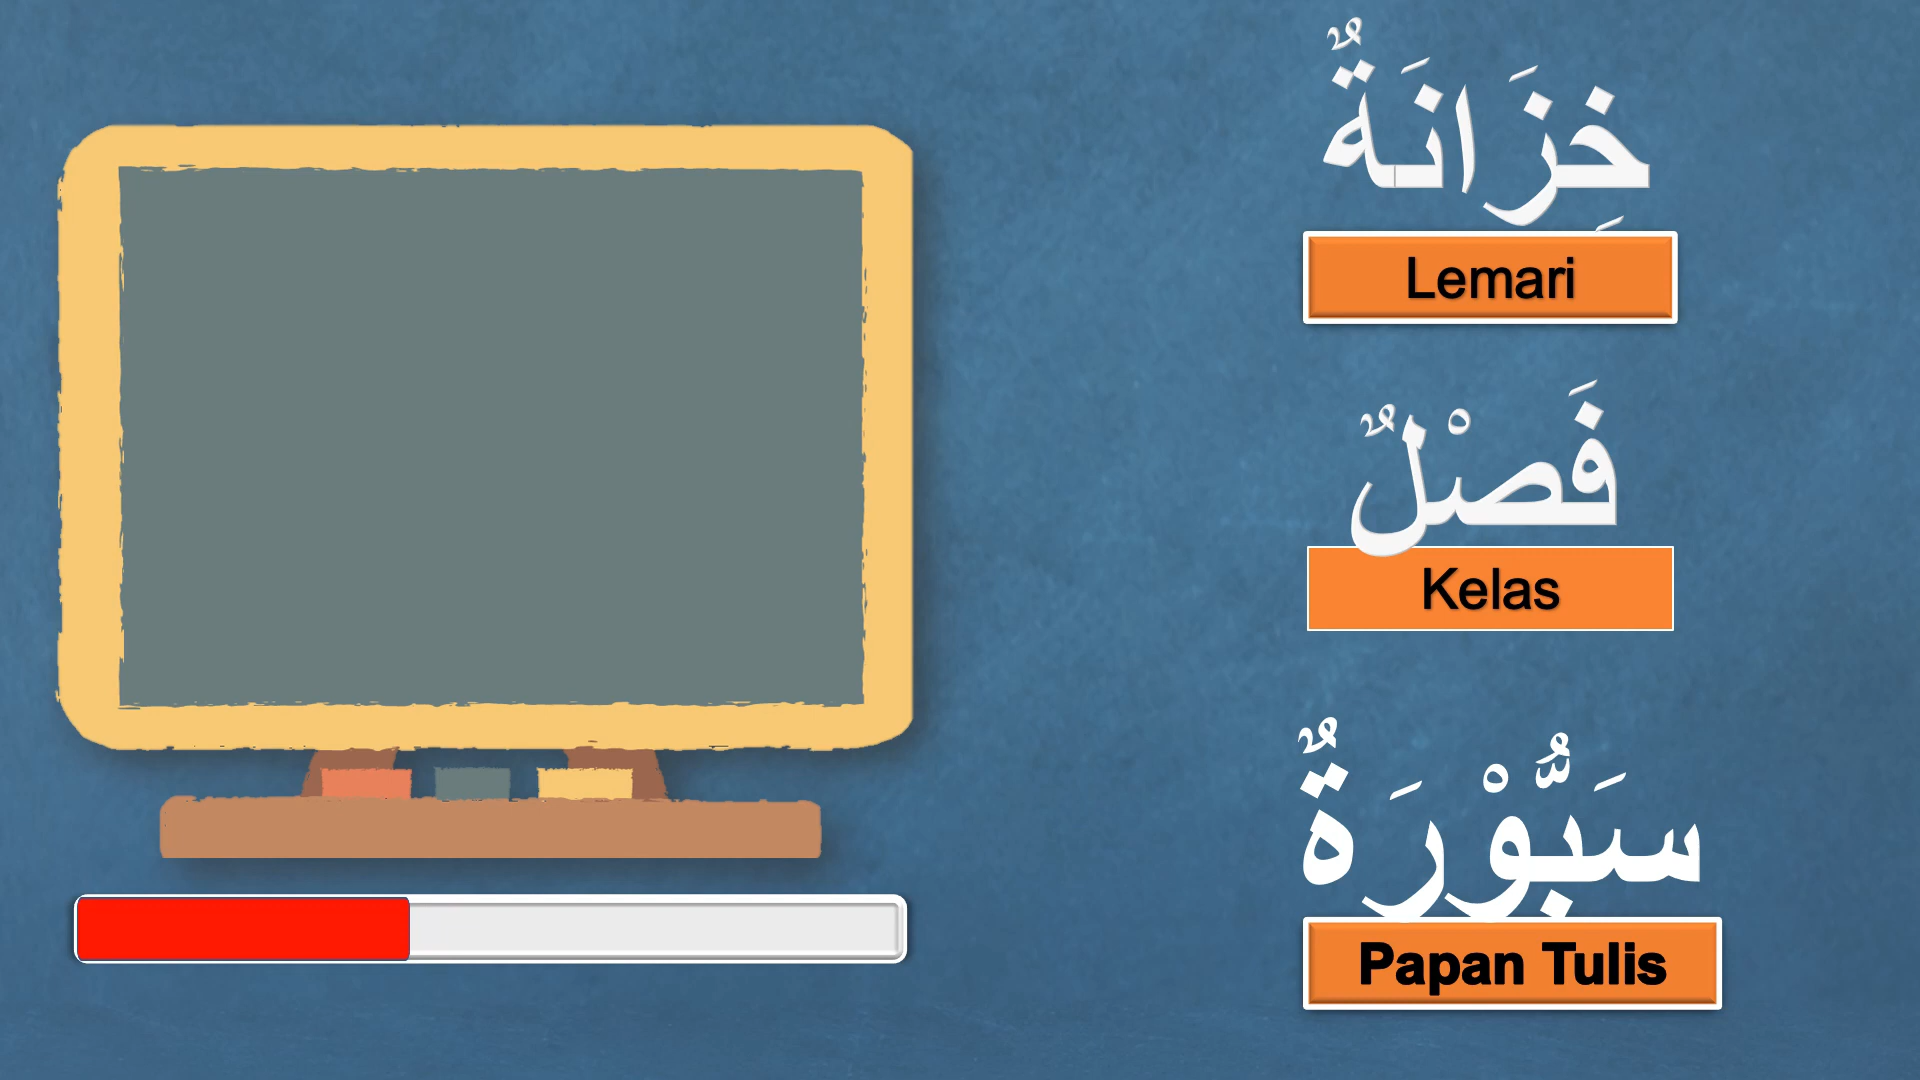 خِزَانَةٌ
Lemari
فَصْلٌ
Kelas
سَبُّوْرَةٌ
Papan Tulis